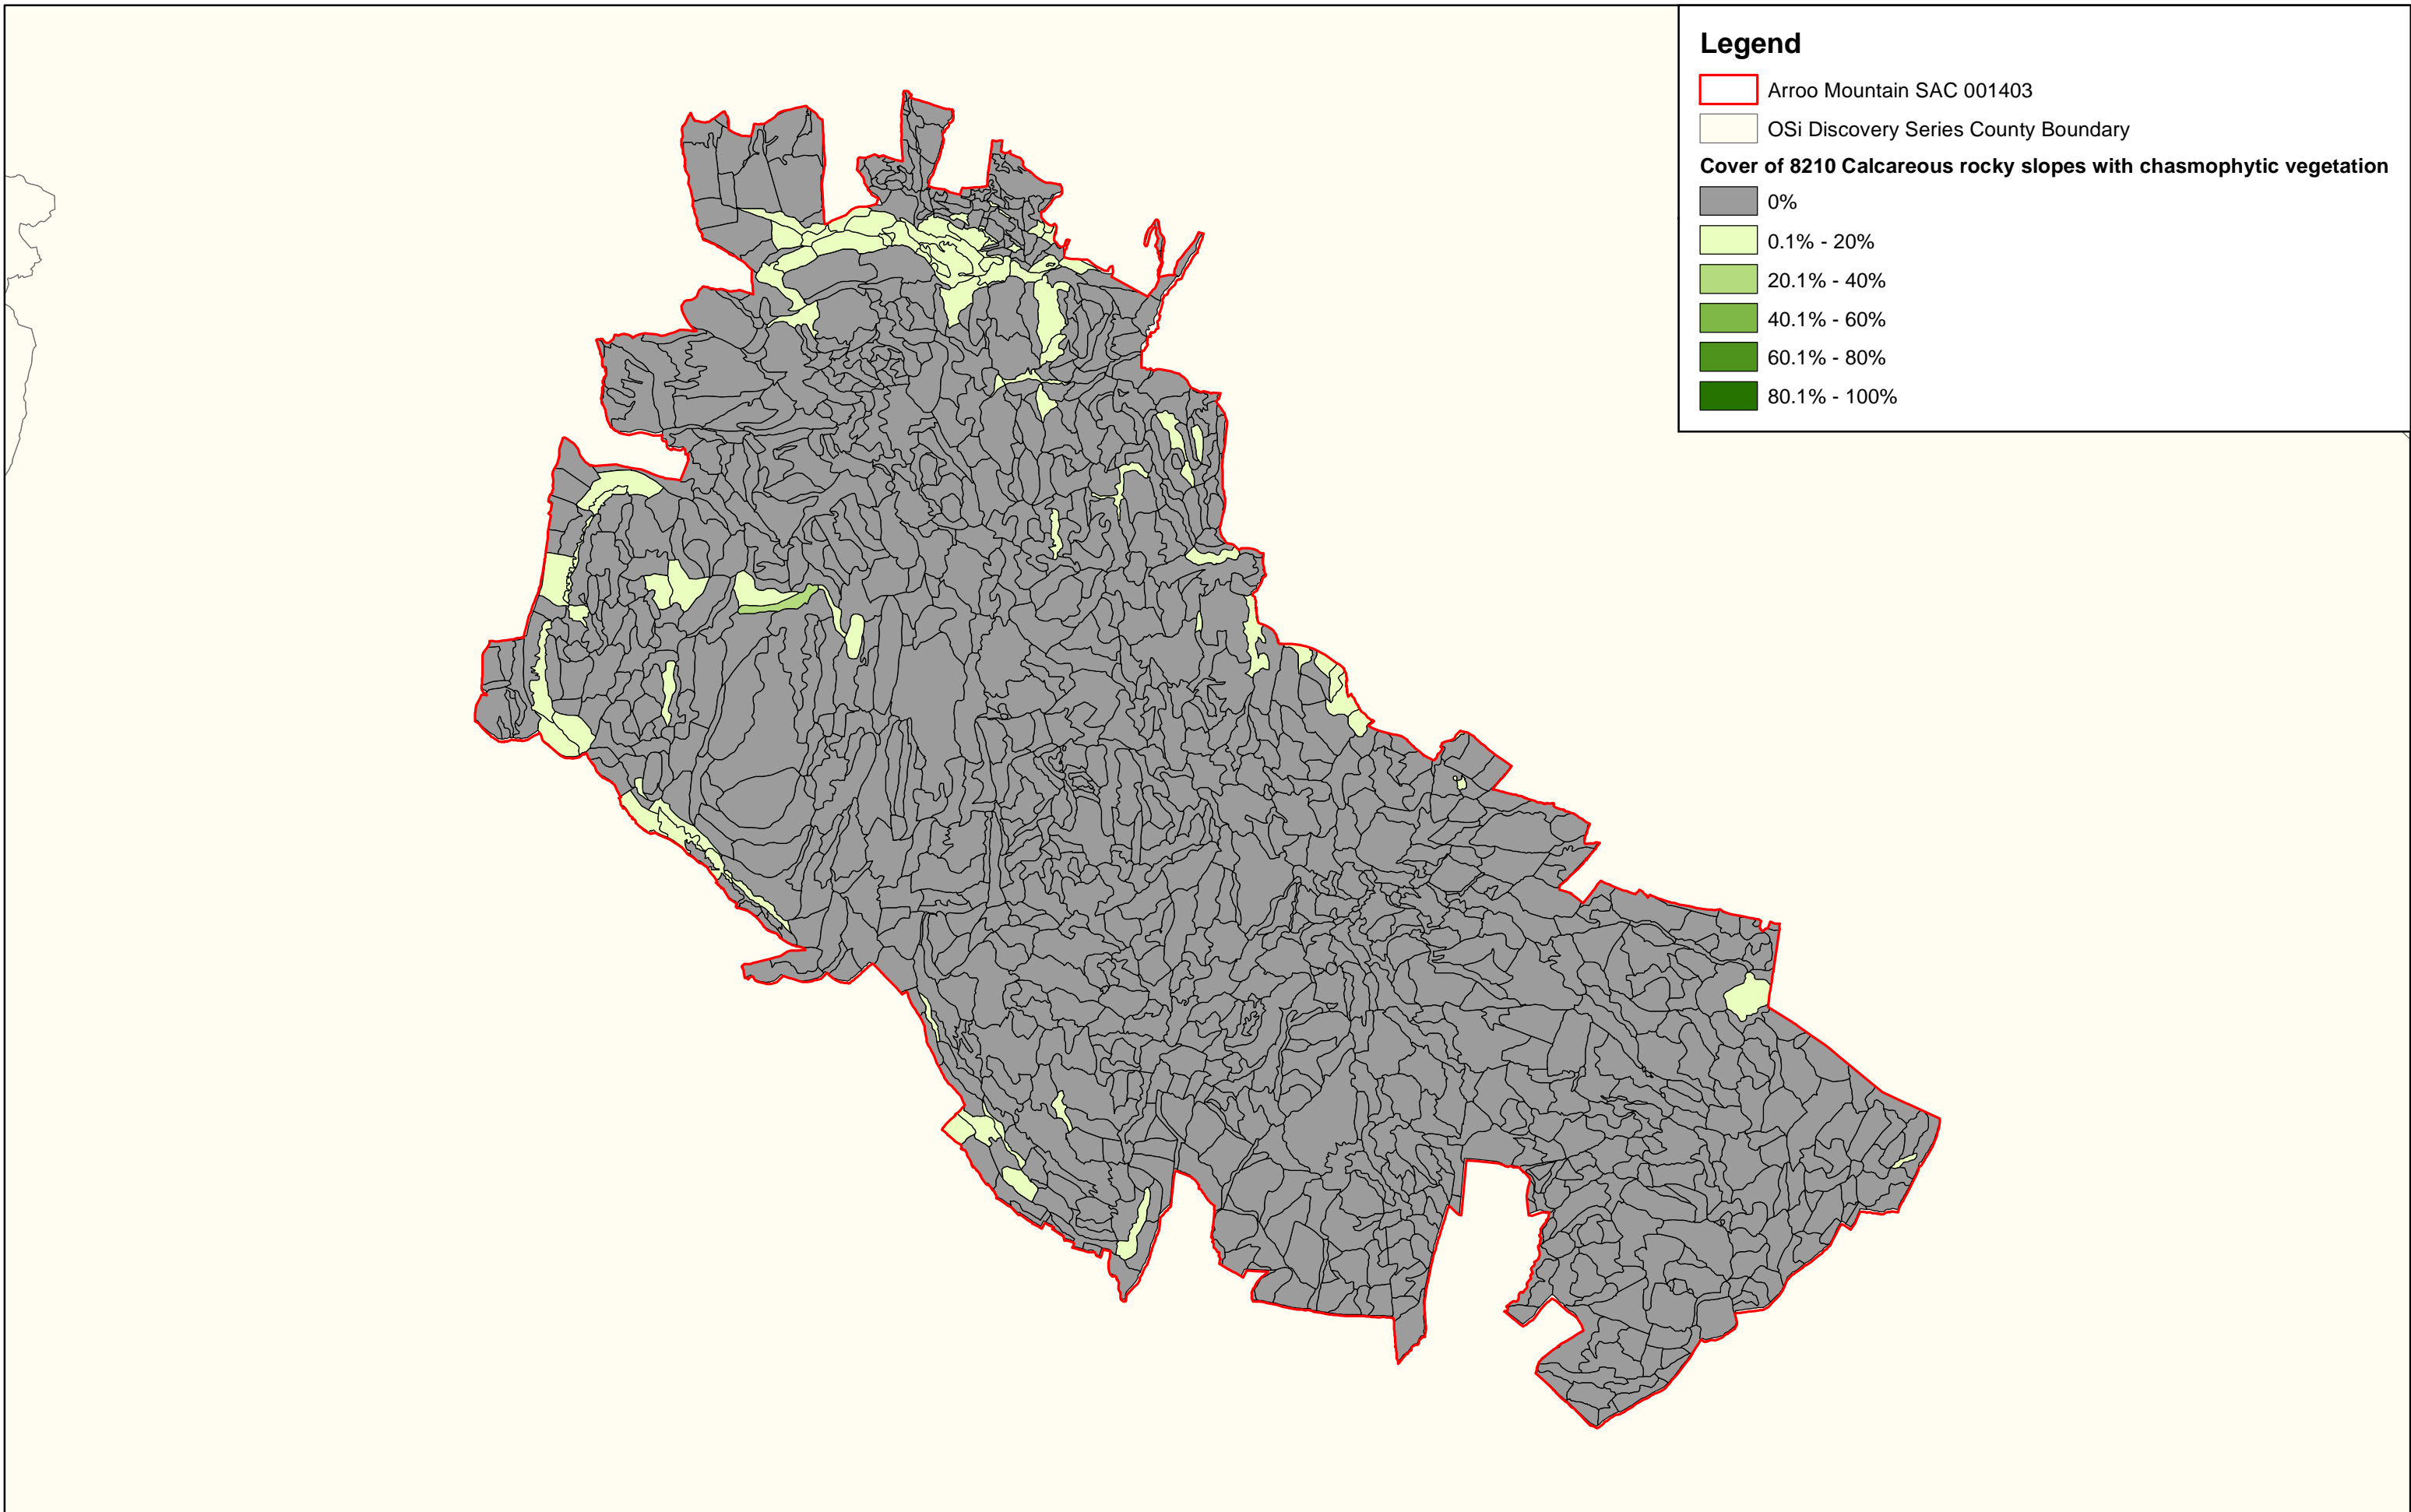 Legend
Arroo Mountain SAC 001403
OSi Discovery Series County Boundary
Cover of 8210 Calcareous rocky slopes with chasmophytic vegetation
0%
0.1% - 20%
20.1% - 40%
40.1% - 60%
60.1% - 80%
80.1% - 100%